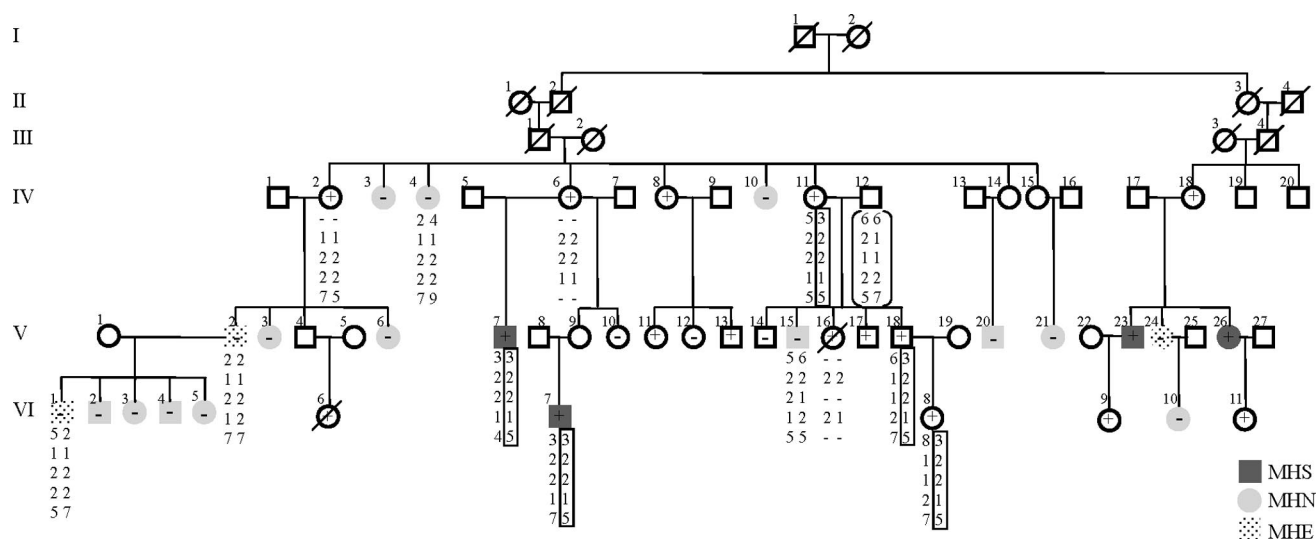 1 2
I
1 2 3 4
II
1 2 3 4
III
1 2 3 4 5 6 7 8 9 10 11 12 13 14 15 16 17 18 19 20
IV + - - + + - + +
- - 2 4 - - 5 3 6 6
1 1 1 1 2 2 2 2 2 1
2 2 2 2 2 2 2 2 1 1
2 2 2 2 1 1 1 1 2 2
7 5 7 9 - - 5 5 5 7
1 2 3 4 5 6 7 8 9 10 11 12 13 14 15 16 17 18 19 20 21 22 23 24 25 26 27
V - - - + - + - + - - + + + - - + - +
2 2 3 3 5 6 - - 6 3
1 1 2 2 2 2 2 2 1 2
2 2 2 2 2 1 - - 1 2
1 2 1 1 1 2 2 1 2 1
7 7 4 5 5 5 - - 7 5
1 2 3 4 5 6 7 8 9 10 11
VI - - - - - + + + + - +
5 2 3 3 8 3
1 1 2 2 1 2
2 2 2 2 1 2
2 2 1 1 2 1
5 7 7 5 7 5
MHS
MHN
MHE